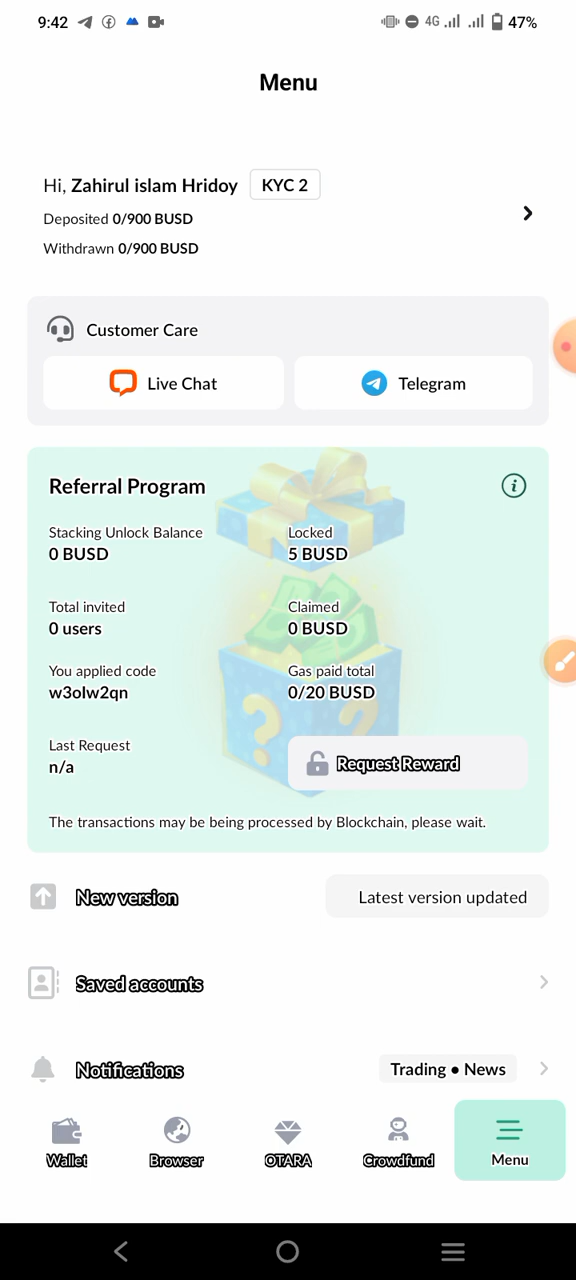 9:42 4G 47%
Menu
Hi, Zahirul islam Hridoy KYC 2
Deposited 0/900 BUSD
Withdrawn 0/900 BUSD
Customer Care
Live Chat Telegram
Referral Program
Stacking Unlock Balance Locked
0 BUSD 5 BUSD
Total invited Claimed
0 users 0 BUSD
You applied code Gas paid total
w3olw2qn 0/20 BUSD
Last Request
n/a Request Reward
The transactions may be being processed by Blockchain, please wait.
New version Latest version updated
Saved accounts
Notifications Trading ● News
Wallet Browser OTARA Crowdfund Menu